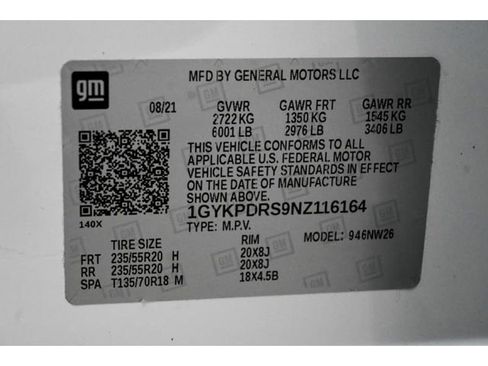 gm
MFD BY GENERAL MOTORS LLC
08/21 GVWR GAWR FRT GAWR RR
2722 KG 1350 KG 1545 KG
6001 LB 2976 LB 3406 LB
THIS VEHICLE CONFORMS TO ALL
APPLICABLE U.S. FEDERAL MOTOR
VEHICLE SAFETY STANDARDS IN EFFECT
ON THE DATE OF MANUFACTURE
SHOWN ABOVE.
140X
1GYKPDRS9NZ116164
TYPE: M.P.V. MODEL: 946NW26
TIRE SIZE RIM
FRT 235/55R20 H 20X8J
RR 235/55R20 H 20X8J
SPA T135/70R18 M 18X4.5B